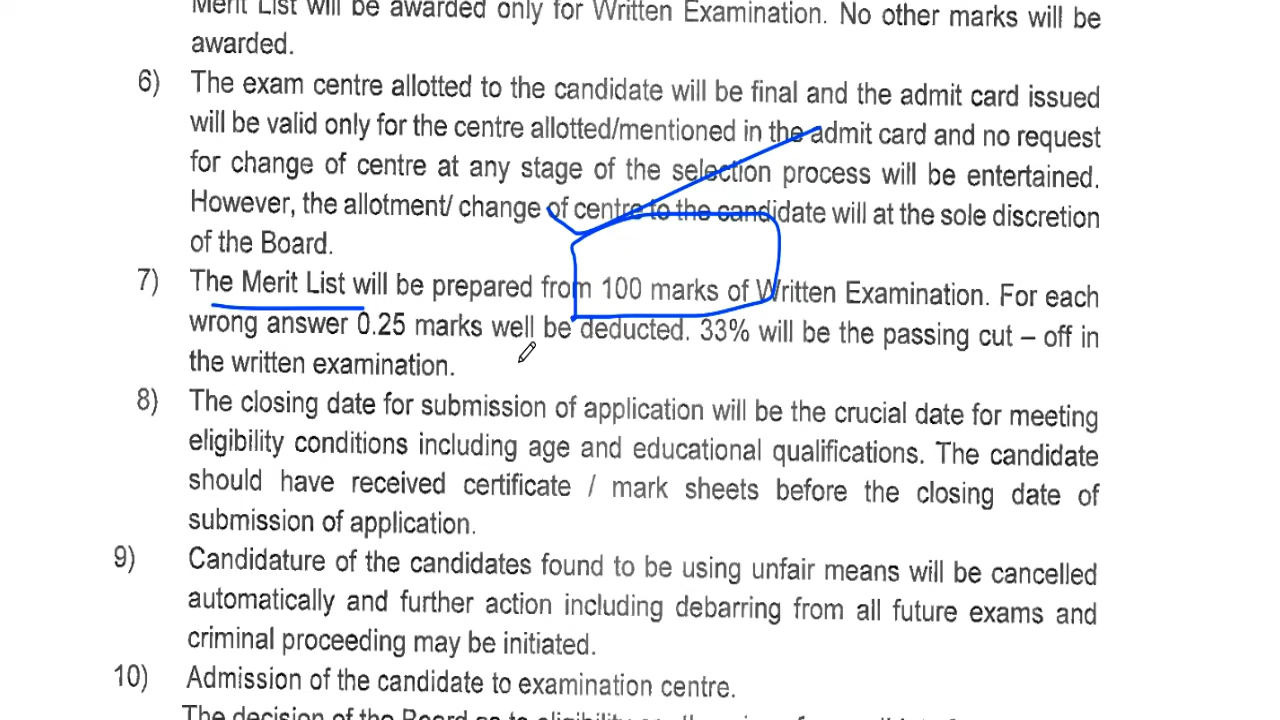 Merit List will be awarded only for Written Examination. No other marks will be
awarded.
6) The exam centre allotted to the candidate will be final and the admit card issued
will be valid only for the centre allotted/mentioned in the admit card and no request
for change of centre at any stage of the selection process will be entertained.
However, the allotment/ change of centre to the candidate will at the sole discretion
of the Board.
7) The Merit List will be prepared from 100 marks of Written Examination. For each
wrong answer 0.25 marks well be deducted. 33% will be the passing cut – off in
the written examination.
8) The closing date for submission of application will be the crucial date for meeting
eligibility conditions including age and educational qualifications. The candidate
should have received certificate / mark sheets before the closing date of
submission of application.
9) Candidature of the candidates found to be using unfair means will be cancelled
automatically and further action including debarring from all future exams and
criminal proceeding may be initiated.
10) Admission of the candidate to examination centre.
The decision of the Board as to eligibility